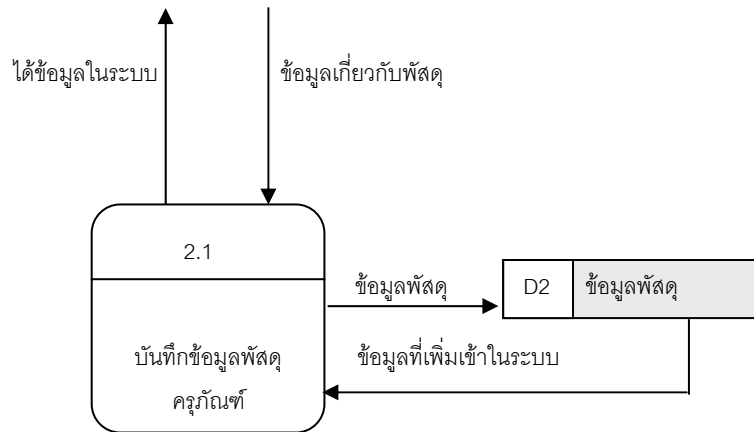 ได้ข้อมูลในระบบ
ข้อมูลเกี่ยวกับพัสดุ
2.1
ข้อมูลพัสดุ
D2
ข้อมูลพัสดุ
บันทึกข้อมูลพัสดุ
ครุภัณฑ์
ข้อมูลที่เพิ่มเข้าในระบบ